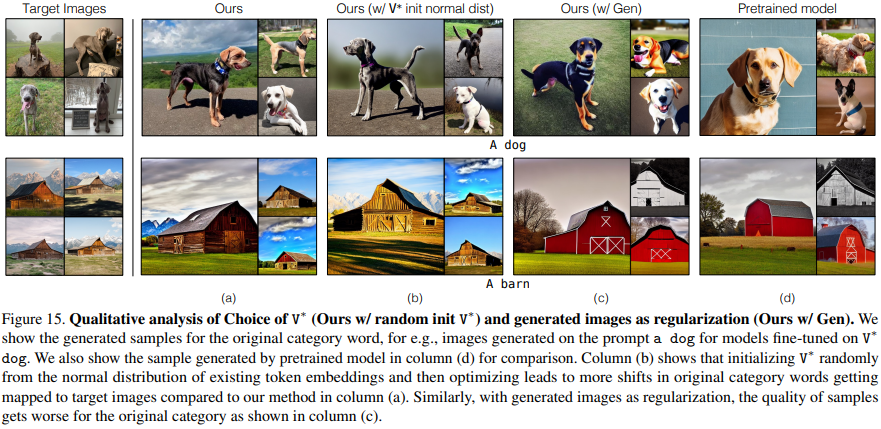 Target Images
Ours
Ours (w/ V* init normal dist)
Ours (w/ Gen)
Pretrained model
A dog
A barn
(a)
(b)
(c)
(d)
Figure 15. Qualitative analysis of Choice of V* (Ours w/ random init V*) and generated images as regularization (Ours w/ Gen). We
show the generated samples for the original category word, for e.g., images generated on the prompt a dog for models fine-tuned on V*
dog. We also show the sample generated by pretrained model in column (d) for comparison. Column (b) shows that initializing V* randomly
from the normal distribution of existing token embeddings and then optimizing leads to more shifts in original category words getting
mapped to target images compared to our method in column (a). Similarly, with generated images as regularization, the quality of samples
gets worse for the original category as shown in column (c).